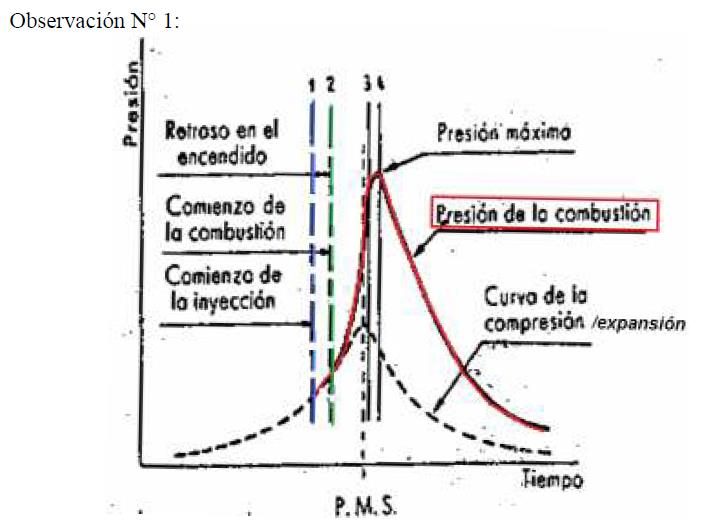 Observación N° 1:
Presión
1 2 3 4
Retraso en el
encendido
Comienzo de
la combustión
Comienzo de
la inyección
Presión máxima
Presión de la combustión
Curva de la
compresión /expansión
Tiempo
P.M.S.